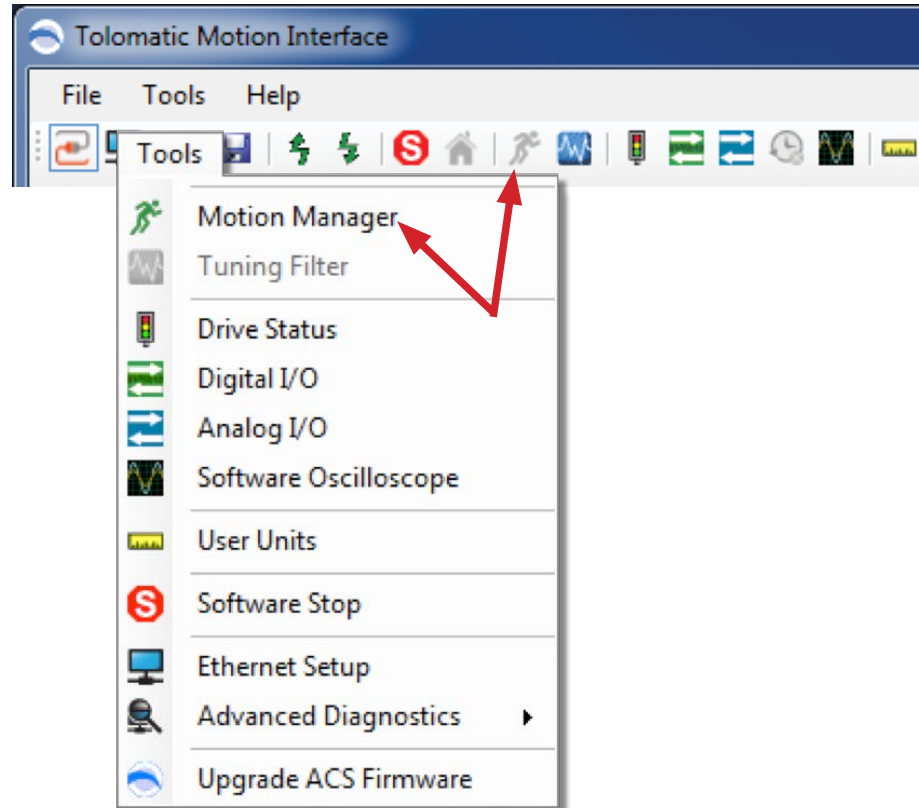 Tolomatic Motion Interface
File Tools Help
Tools
S
Motion Manager
Tuning Filter
Drive Status
Digital I/O
Analog I/O
Software Oscilloscope
User Units
S Software Stop
Ethernet Setup
Advanced Diagnostics
Upgrade ACS Firmware